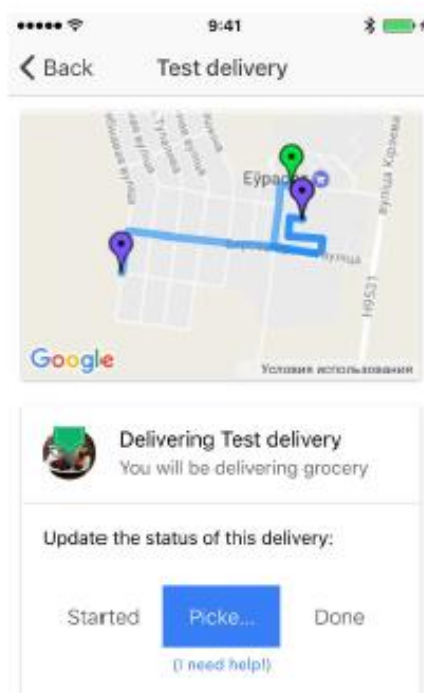 9:41
Back
Test delivery
Google
Условия использования
H9521
Delivering Test delivery
You will be delivering grocery
Update the status of this delivery:
Started
Picke...
Done
(I need help!)